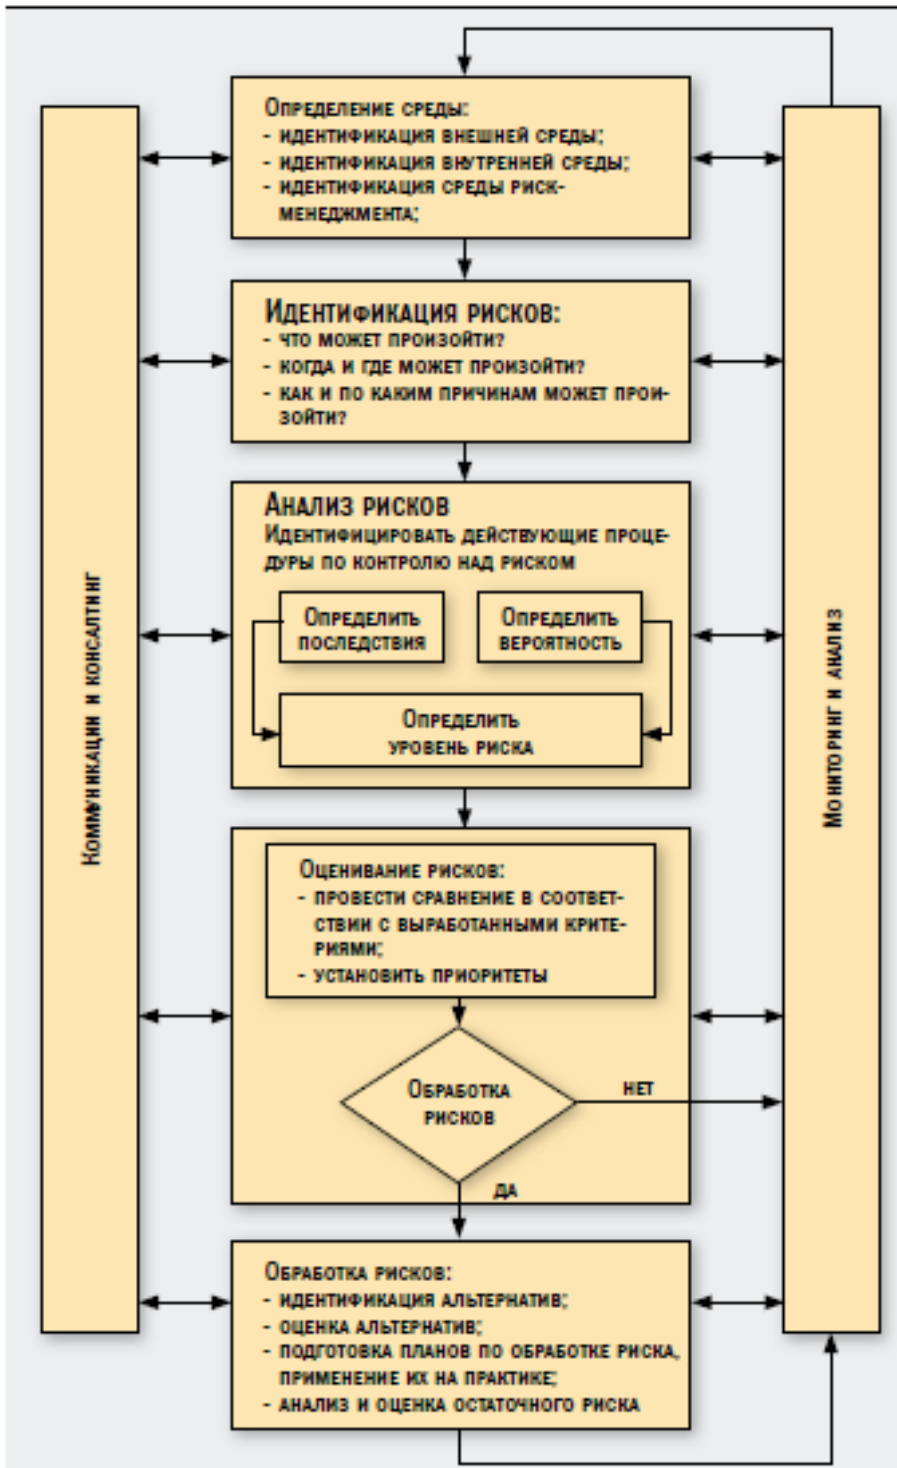 Определение среды:
- идентификация внешней среды;
- идентификация внутренней среды;
- идентификация среды риск-
менеджмента;
Идентификация рисков:
- что может произойти?
- когда и где может произойти?
- как и по каким причинам может прои-
зойти?
Анализ рисков
Идентифицировать действующие проце-
дуры по контролю над риском
Определить
последствия
Определить
вероятность
Определить
уровень риска
Коммуникации и консалтинг
Мониторинг и анализ
Оценивание рисков:
- провести сравнение в соответ-
ствии с выработанными крите-
риями;
- установить приоритеты
Обработка
рисков
нет
да
Обработка рисков:
- идентификация альтернатив;
- оценка альтернатив;
- подготовка планов по обработке риска,
применение их на практике;
- анализ и оценка остаточного риска